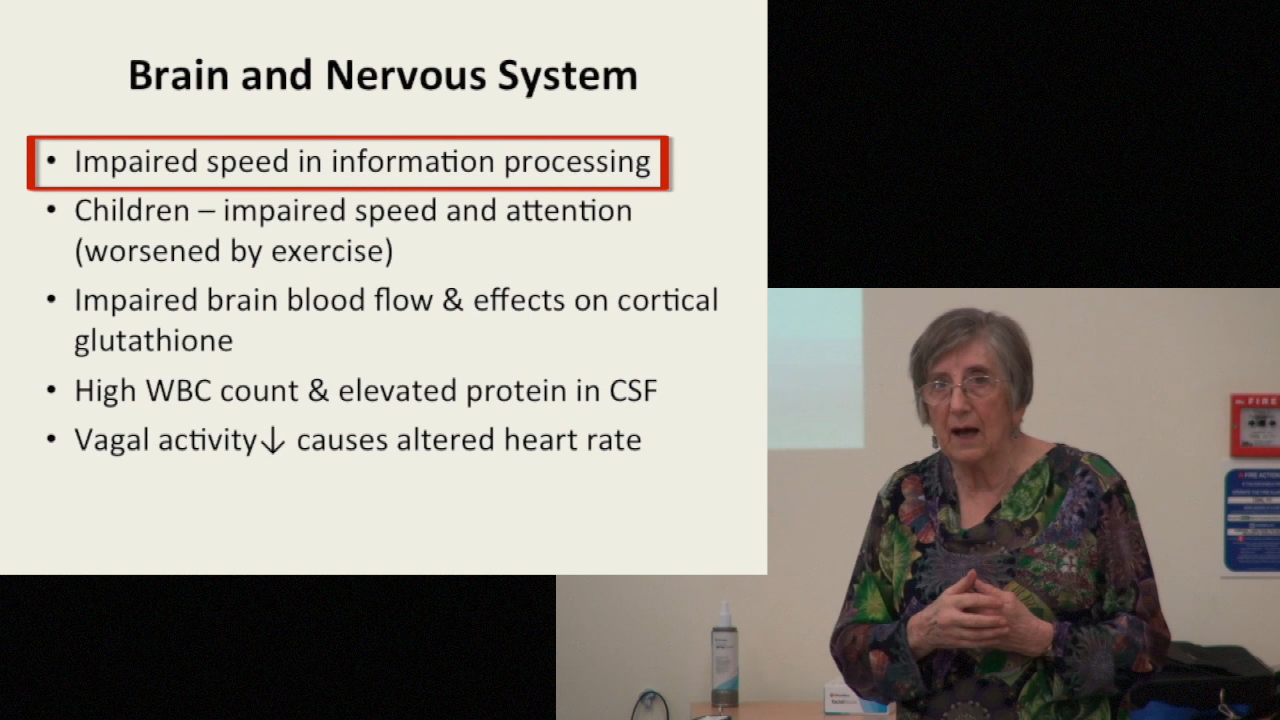 Brain and Nervous System
• Impaired speed in information processing
• Children – impaired speed and attention
(worsened by exercise)
• Impaired brain blood flow & effects on cortical
glutathione
• High WBC count & elevated protein in CSF
• Vagal activity↓ causes altered heart rate
FIRE
FIRE ACTION